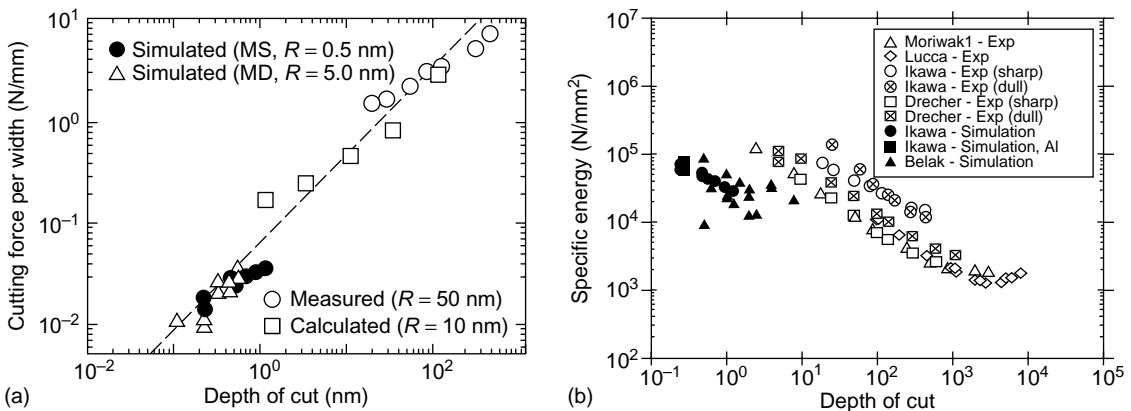 10^1
10^0
10^-1
10^-2
Cutting force per width (N/mm)
Simulated (MS, R = 0.5 nm)
Simulated (MD, R = 5.0 nm)
Measured (R = 50 nm)
Calculated (R = 10 nm)
10^-2 10^-1 10^0 10^1 10^2
(a) Depth of cut (nm)
10^7
10^6
10^5
10^4
10^3
10^2
Specific energy (N/mm^2)
Moriwak1 - Exp
Lucca - Exp
Ikawa - Exp (sharp)
Ikawa - Exp (dull)
Drecher - Exp (sharp)
Drecher - Exp (dull)
Ikawa - Simulation
Ikawa - Simulation, Al
Belak - Simulation
10^-1 10^0 10^1 10^2 10^3 10^4 10^5
(b) Depth of cut